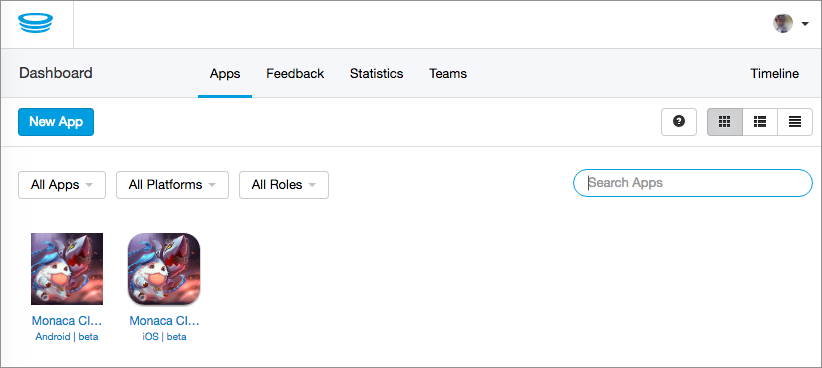 Dashboard Apps Feedback Statistics Teams Timeline
New App
All Apps All Platforms All Roles Search Apps
Monaca Cl... Monaca Cl...
Android | beta iOS | beta